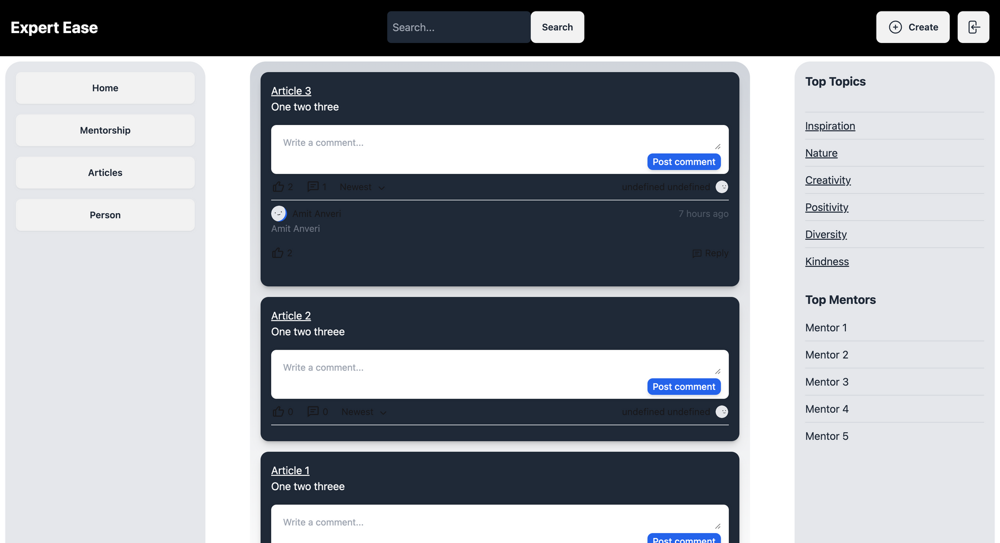 Expert Ease
Search...
Search
Create
Home
Mentorship
Articles
Person
Article 3
One two three
Write a comment...
Post comment
2 1 Newest undefined undefined
Amit Anveri 7 hours ago
Amit Anveri
2 Reply
Article 2
One two threee
Write a comment...
Post comment
0 0 Newest undefined undefined
Article 1
One two threee
Write a comment...
Post comment
Top Topics
Inspiration
Nature
Creativity
Positivity
Diversity
Kindness
Top Mentors
Mentor 1
Mentor 2
Mentor 3
Mentor 4
Mentor 5